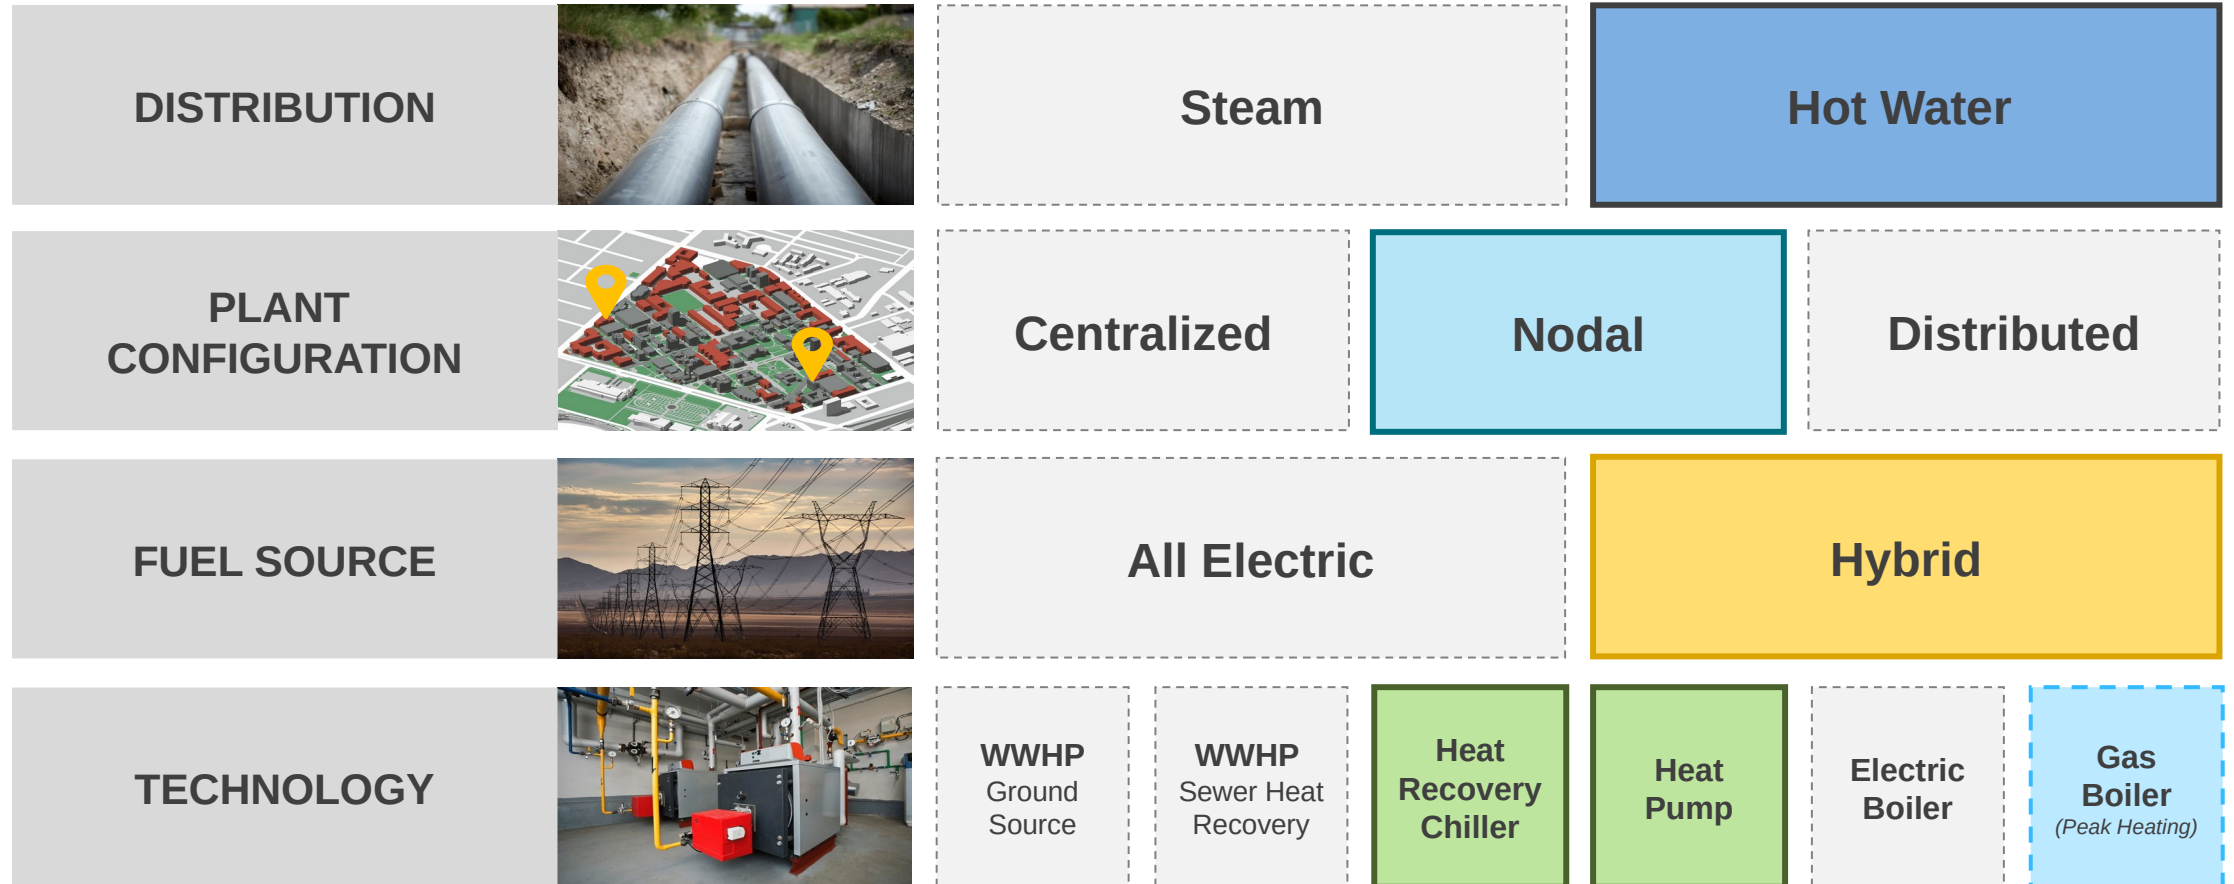 DISTRIBUTION
Steam
Hot Water
PLANT
CONFIGURATION
Centralized
Nodal
Distributed
FUEL SOURCE
All Electric
Hybrid
TECHNOLOGY
WWHP
Ground
Source
WWHP
Sewer Heat
Recovery
Heat
Recovery
Chiller
Heat
Pump
Electric
Boiler
Gas
Boiler
(Peak Heating)